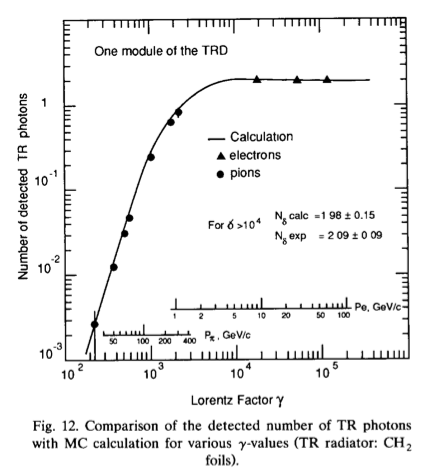 One module of the TRD
Number of detected TR photons
1
10⁻¹
10⁻²
10⁻³
— Calculation
▲ electrons
● pions
For δ >10⁴
N_δ calc = 1 98 ± 0.15
N_δ exp = 2 09 ± 0 09
1 2 5 10 20 50 100 Pe, GeV/c
50 100 200 400 P_π, GeV/c
10² 10³ 10⁴ 10⁵
Lorentz Factor γ
Fig. 12. Comparison of the detected number of TR photons
with MC calculation for various γ-values (TR radiator: CH₂
foils).